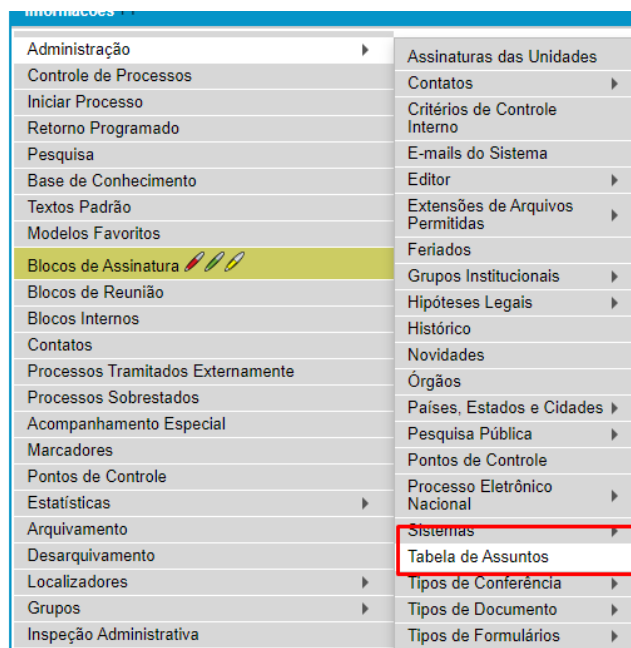 Informações
Administração
Controle de Processos
Iniciar Processo
Retorno Programado
Pesquisa
Base de Conhecimento
Textos Padrão
Modelos Favoritos
Blocos de Assinatura
Blocos de Reunião
Blocos Internos
Contatos
Processos Tramitados Externamente
Processos Sobrestados
Acompanhamento Especial
Marcadores
Pontos de Controle
Estatísticas
Arquivamento
Desarquivamento
Localizadores
Grupos
Inspeção Administrativa
Assinaturas das Unidades
Contatos
Critérios de Controle
Interno
E-mails do Sistema
Editor
Extensões de Arquivos
Permitidas
Feriados
Grupos Institucionais
Hipóteses Legais
Histórico
Novidades
Órgãos
Países, Estados e Cidades
Pesquisa Pública
Pontos de Controle
Processo Eletrônico
Nacional
Sistemas
Tabela de Assuntos
Tipos de Conferência
Tipos de Documento
Tipos de Formulários